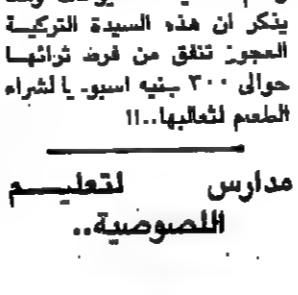 يذكر ان هذه السيدة التركية
العجوز تنفق من فرط ثرائها
حوالى ٣٠٠ جنيه اسبوعيا لشراء
الطعم لثعالبها..!!
مدارس لتعليم
اللصوصية..